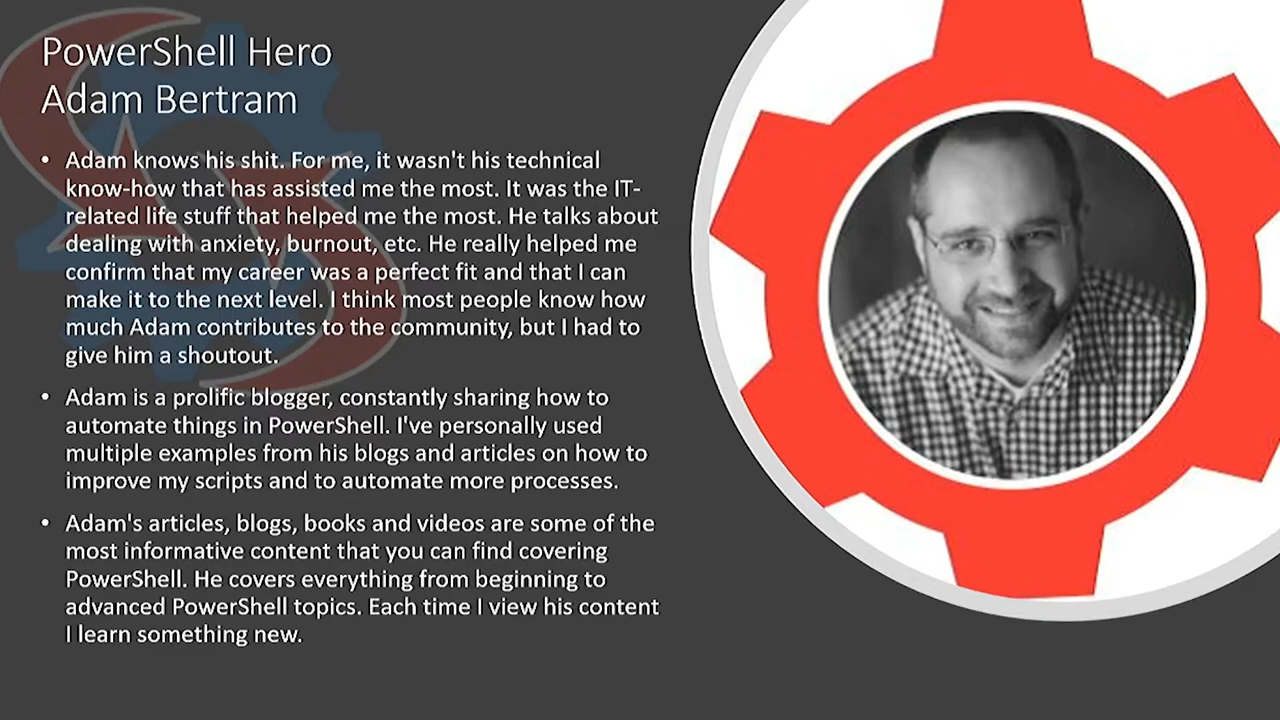 PowerShell Hero
Adam Bertram
• Adam knows his shit. For me, it wasn't his technical
know-how that has assisted me the most. It was the IT-
related life stuff that helped me the most. He talks about
dealing with anxiety, burnout, etc. He really helped me
confirm that my career was a perfect fit and that I can
make it to the next level. I think most people know how
much Adam contributes to the community, but I had to
give him a shoutout.
• Adam is a prolific blogger, constantly sharing how to
automate things in PowerShell. I've personally used
multiple examples from his blogs and articles on how to
improve my scripts and to automate more processes.
• Adam's articles, blogs, books and videos are some of the
most informative content that you can find covering
PowerShell. He covers everything from beginning to
advanced PowerShell topics. Each time I view his content
I learn something new.